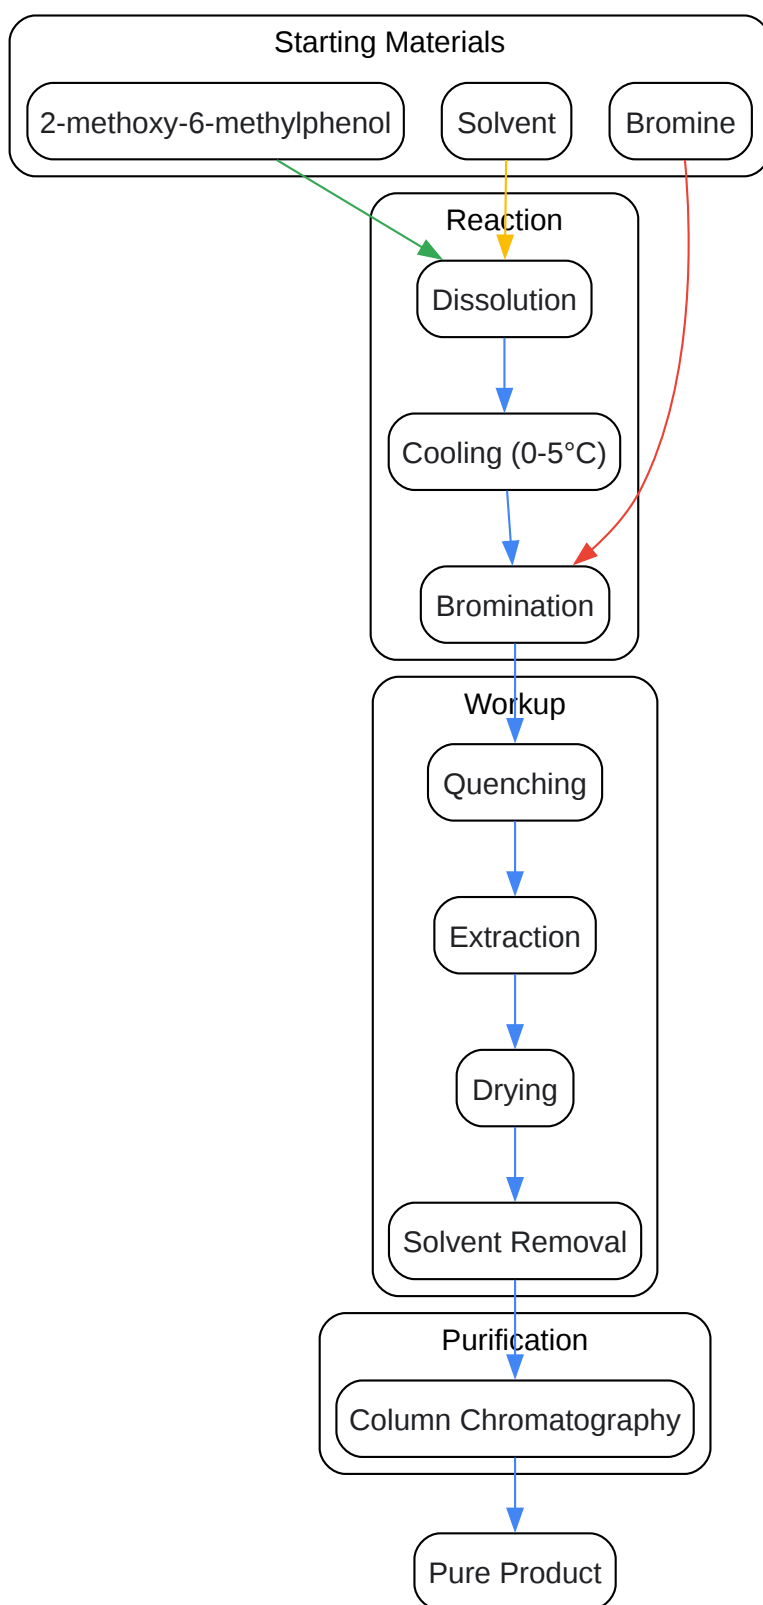 Starting Materials
2-methoxy-6-methylphenol
Solvent
Bromine
Reaction
Dissolution
Cooling (0-5°C)
Bromination
Workup
Quenching
Extraction
Drying
Solvent Removal
Purification
Column Chromatography
Pure Product